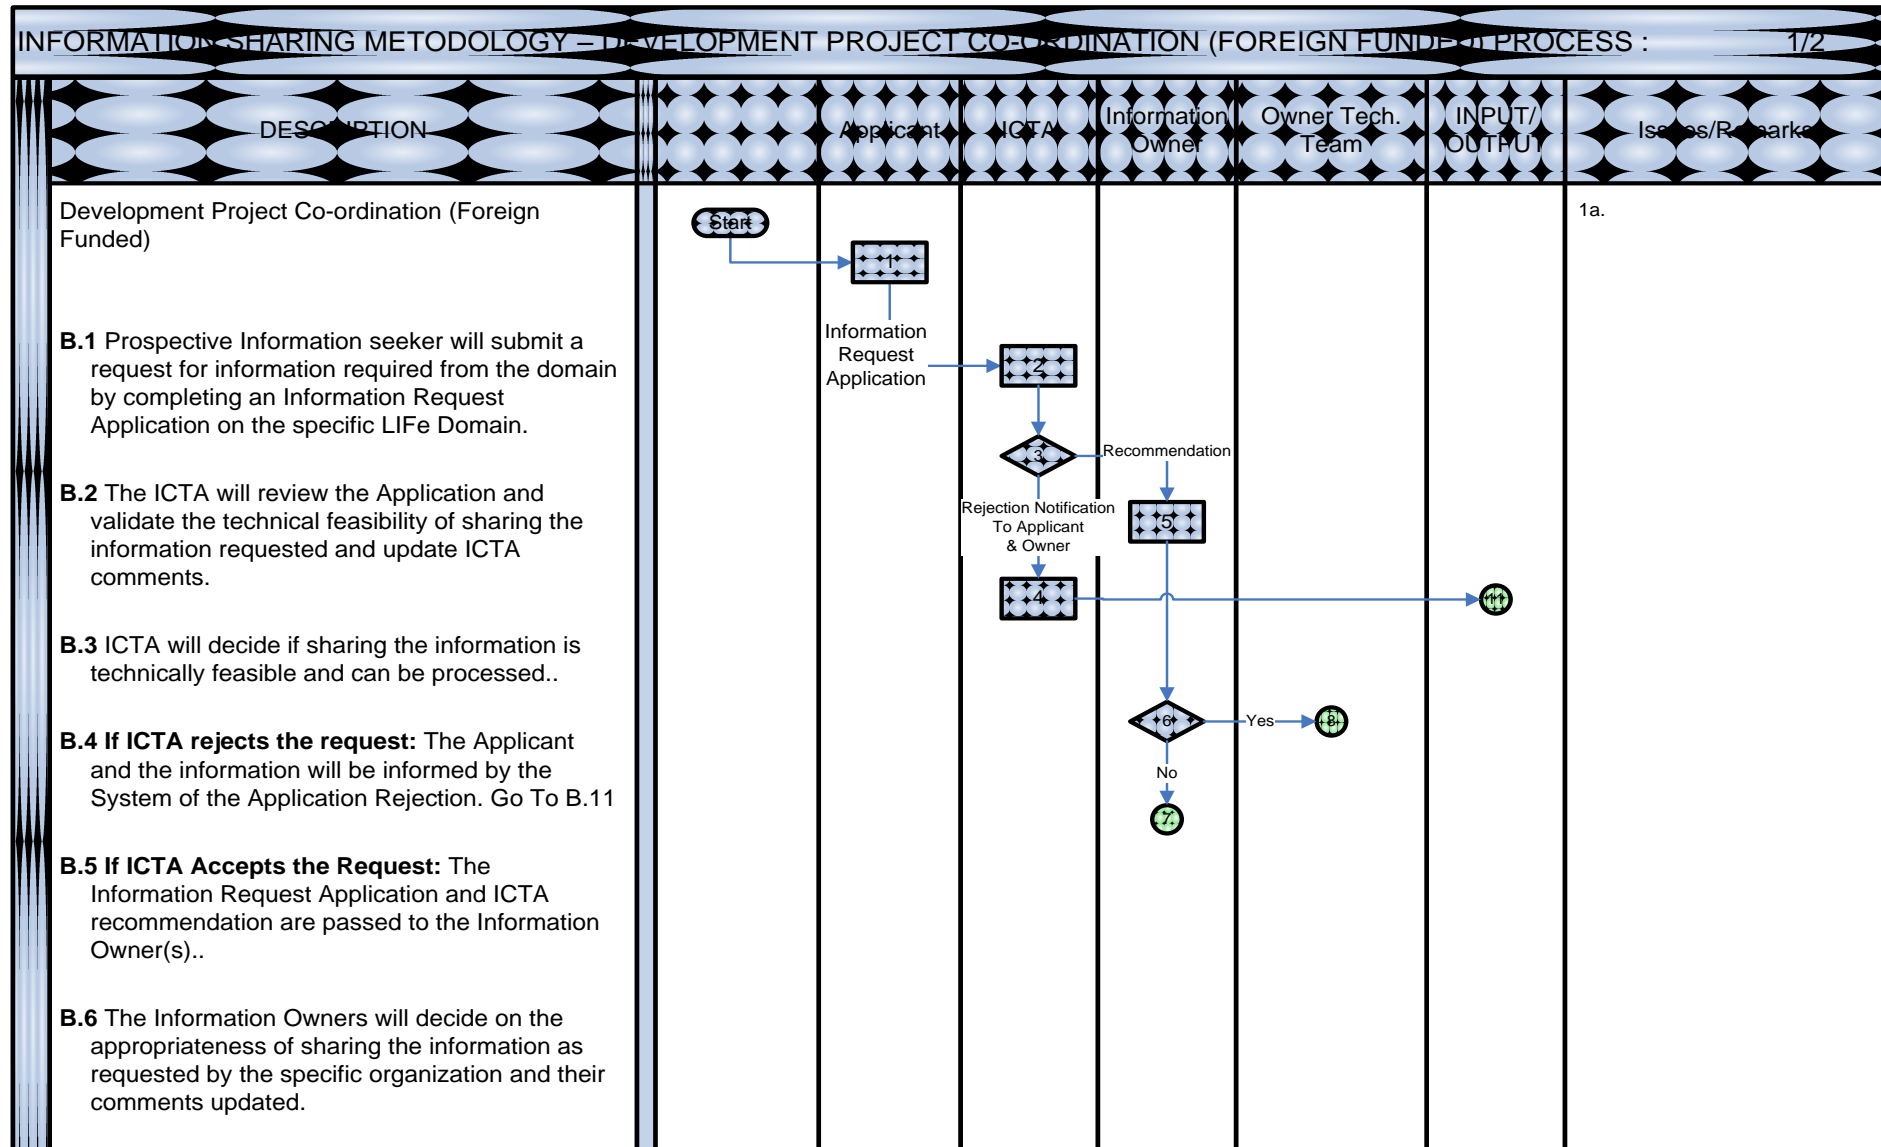 INFORMATION SHARING METODOLOGY – DEVELOPMENT PROJECT CO-ORDINATION (FOREIGN FUNDED) PROCESS : 1/2
DESCRIPTION
Applicant
ICTA
Information
Owner
Owner Tech.
Team
INPUT/
OUTPUT
Issues/Remarks
Development Project Co-ordination (Foreign
Funded)
B.1 Prospective Information seeker will submit a
request for information required from the domain
by completing an Information Request
Application on the specific LIFe Domain.
B.2 The ICTA will review the Application and
validate the technical feasibility of sharing the
information requested and update ICTA
comments.
B.3 ICTA will decide if sharing the information is
technically feasible and can be processed..
B.4 If ICTA rejects the request: The Applicant
and the information will be informed by the
System of the Application Rejection. Go To B.11
B.5 If ICTA Accepts the Request: The
Information Request Application and ICTA
recommendation are passed to the Information
Owner(s)..
B.6 The Information Owners will decide on the
appropriateness of sharing the information as
requested by the specific organization and their
comments updated.
Start
1
Information
Request
Application
2
3
Recommendation
Rejection Notification
To Applicant
& Owner
5
4
11
6
Yes
8
No
7
1a.